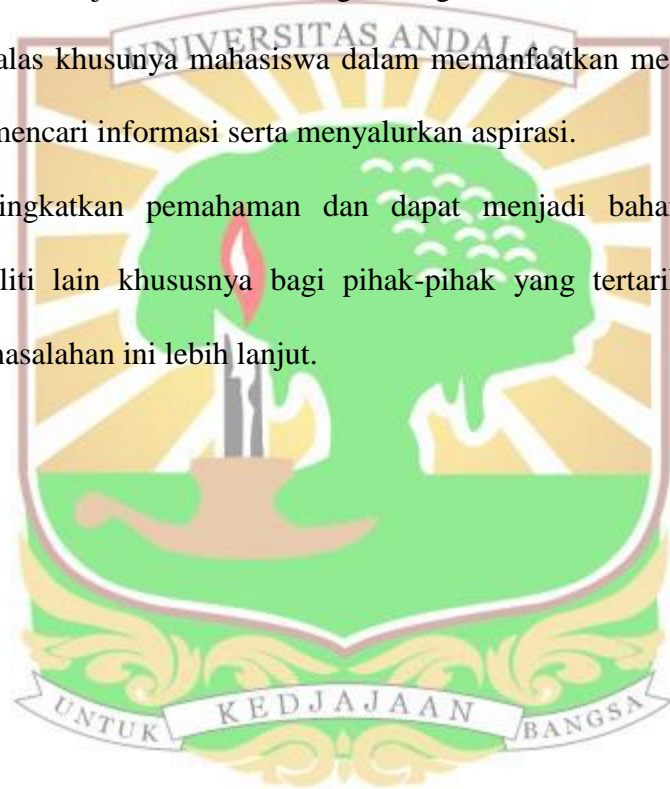 UNIVERSITAS ANDALAS
alas khusunya mahasiswa dalam memanfaatkan me
mencari informasi serta menyalurkan aspirasi.
ingkatkan pemahaman dan dapat menjadi baha
liti lain khususnya bagi pihak-pihak yang tertari
masalahan ini lebih lanjut.
UNTUK KEDJAJAAN BANGSA